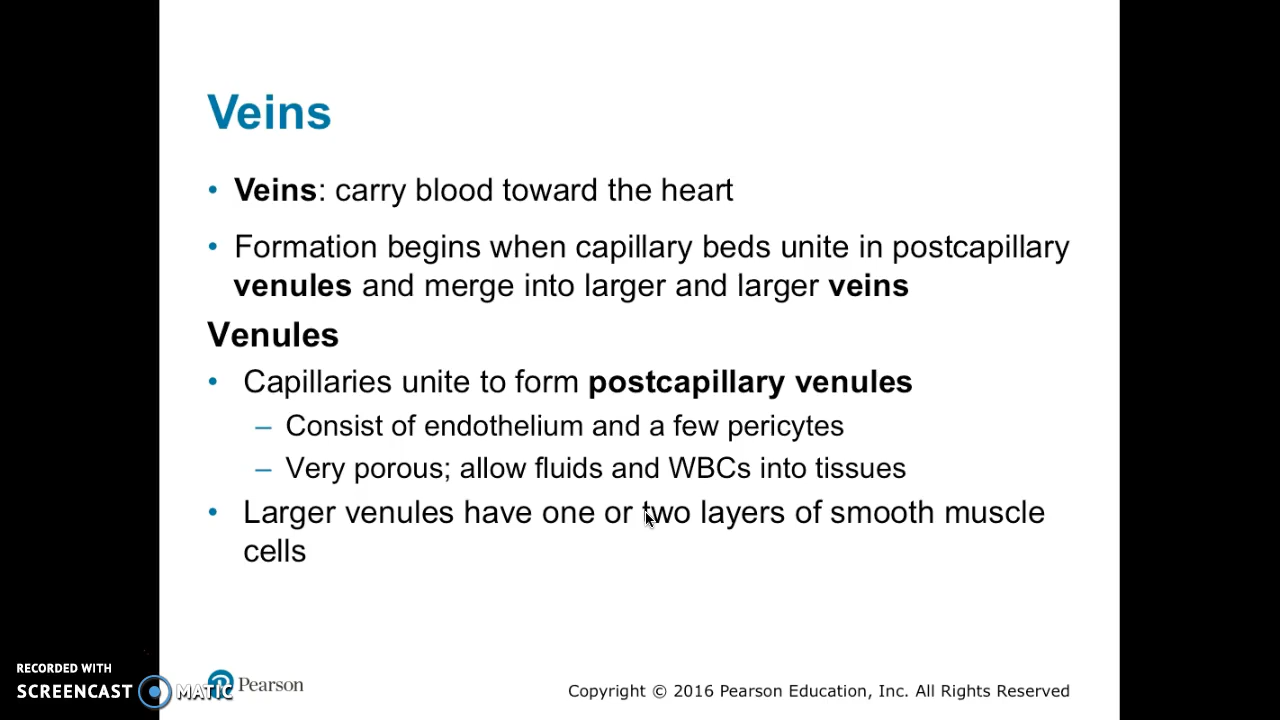 Veins
• Veins: carry blood toward the heart
• Formation begins when capillary beds unite in postcapillary
venules and merge into larger and larger veins
Venules
• Capillaries unite to form postcapillary venules
– Consist of endothelium and a few pericytes
– Very porous; allow fluids and WBCs into tissues
• Larger venules have one or two layers of smooth muscle
cells
RECORDED WITH
SCREENCAST MATIC
Pearson
Copyright © 2016 Pearson Education, Inc. All Rights Reserved